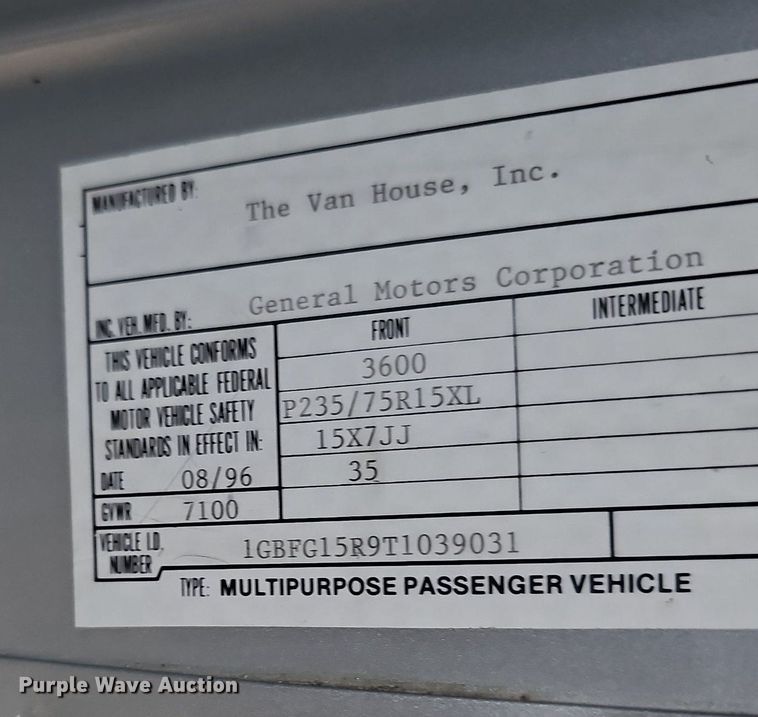 MANUFACTURED BY: The Van House, Inc.
INC. VEH. MFD. BY: General Motors Corporation
THIS VEHICLE CONFORMS
TO ALL APPLICABLE FEDERAL
MOTOR VEHICLE SAFETY
STANDARDS IN EFFECT IN:
DATE 08/96
GVWR 7100
FRONT INTERMEDIATE
3600
P235/75R15XL
15X7JJ
35
VEHICLE I.D. NUMBER 1GBFG15R9T1039031
TYPE: MULTIPURPOSE PASSENGER VEHICLE
Purple Wave Auction